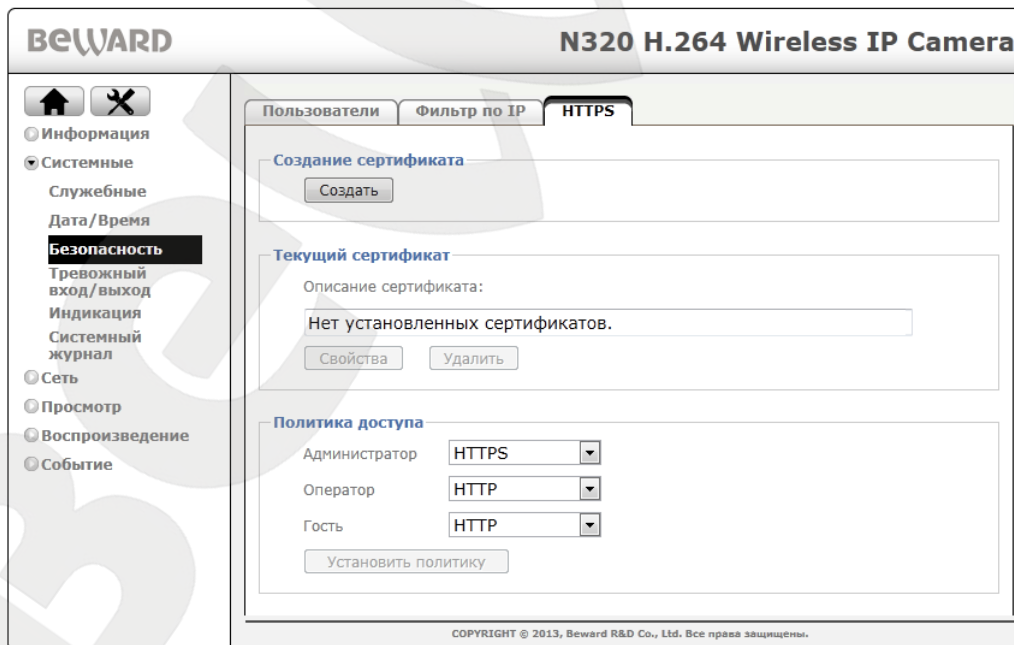 BEWARD
N320 H.264 Wireless IP Camera
Информация
Системные
Служебные
Дата/Время
Безопасность
Тревожный
вход/выход
Индикация
Системный
журнал
Сеть
Просмотр
Воспроизведение
Событие
Пользователи
Фильтр по IP
HTTPS
Создание сертификата
Создать
Текущий сертификат
Описание сертификата:
Нет установленных сертификатов.
Свойства
Удалить
Политика доступа
Администратор
HTTPS
Оператор
HTTP
Гость
HTTP
Установить политику
COPYRIGHT © 2013, Beward R&D Co., Ltd. Все права защищены.